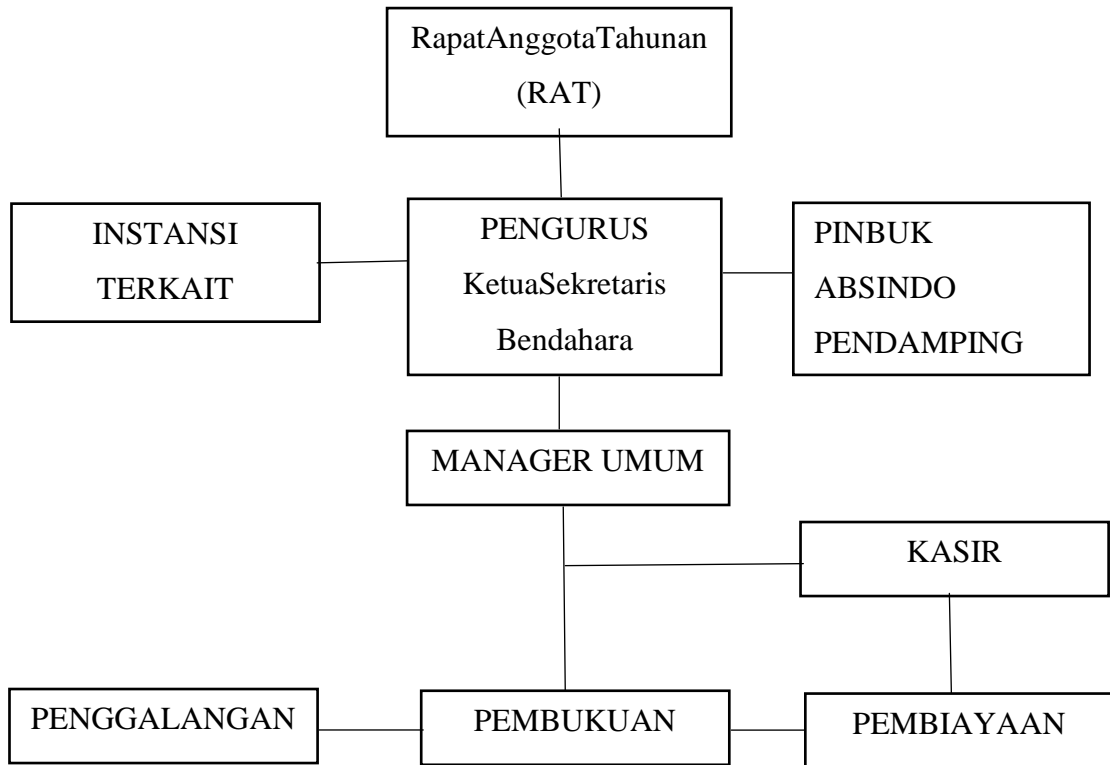 RapatAnggotaTahunan
(RAT)
INSTANSI
TERKAIT
PENGURUS
KetuaSekretaris
Bendahara
PINBUK
ABSINDO
PENDAMPING
MANAGER UMUM
KASIR
PENGGALANGAN
PEMBUKUAN
PEMBIAYAAN